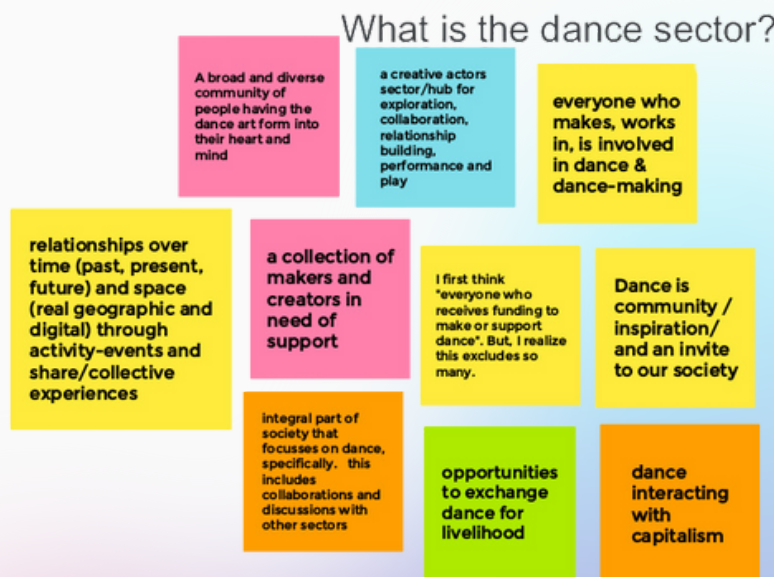 What is the dance sector?
A broad and diverse
community of
people having the
dance art form into
their heart and
mind
a creative actors
sector/hub for
exploration,
collaboration,
relationship
building,
performance and
play
everyone who
makes, works
in, is involved
in dance &
dance-making
relationships over
time (past, present,
future) and space
(real geographic and
digital) through
activity-events and
share/collective
experiences
a collection of
makers and
creators in
need of
support
I first think
"everyone who
receives funding to
make or support
dance". But, I realize
this excludes so
many.
Dance is
community /
inspiration/
and an invite
to our society
integral part of
society that
focusses on dance,
specifically. this
includes
collaborations and
discussions with
other sectors
opportunities
to exchange
dance for
livelihood
dance
interacting
with
capitalism